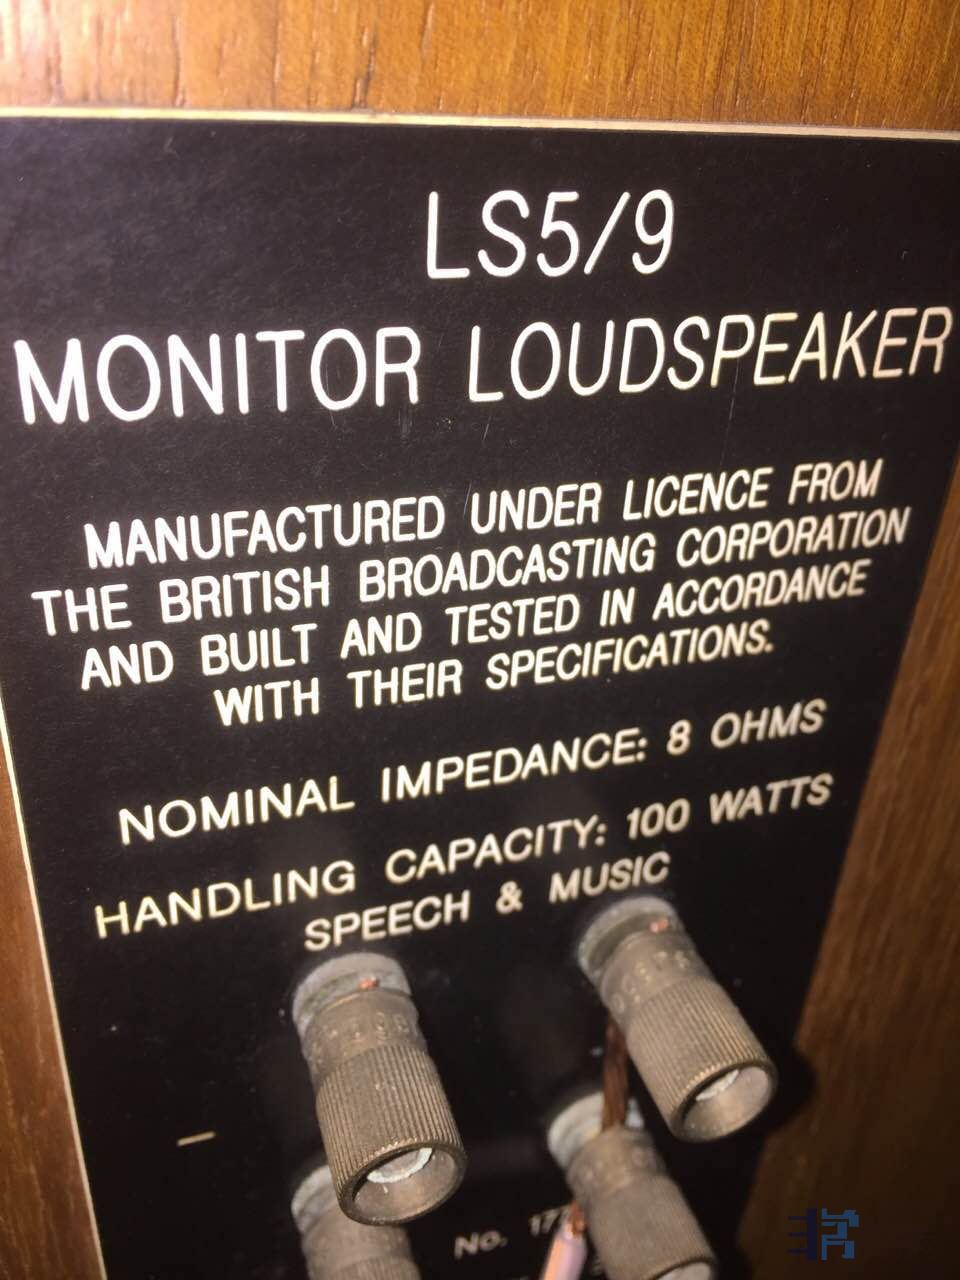 LS5/9
MONITOR LOUDSPEAKER
MANUFACTURED UNDER LICENCE FROM
THE BRITISH BROADCASTING CORPORATION
AND BUILT AND TESTED IN ACCORDANCE
WITH THEIR SPECIFICATIONS.
NOMINAL IMPEDANCE: 8 OHMS
HANDLING CAPACITY: 100 WATTS
SPEECH & MUSIC
–
No.